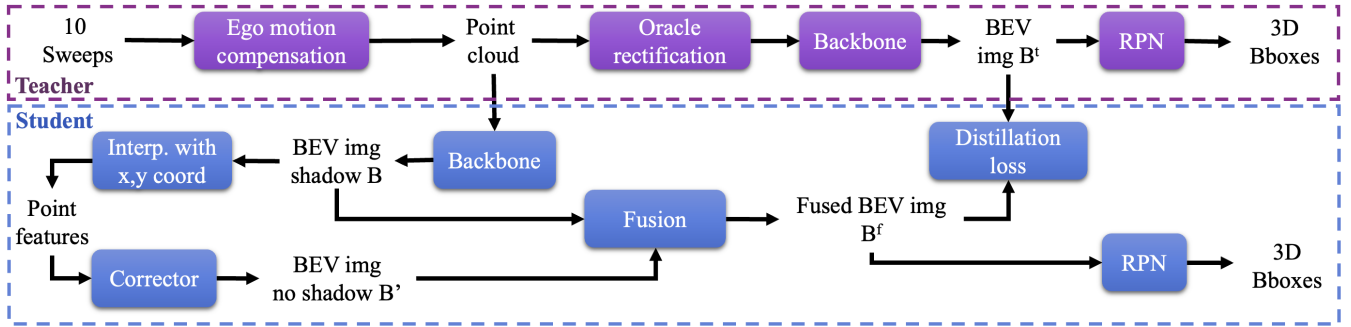 10
Sweeps
Ego motion
compensation
Point
cloud
Oracle
rectification
Backbone
BEV
img Bᵗ
RPN
3D
Bboxes
Teacher
Student
Interp. with
x,y coord
BEV img
shadow B
Backbone
Distillation
loss
Point
features
Fusion
Fused BEV img
Bᶠ
Corrector
BEV img
no shadow B’
RPN
3D
Bboxes